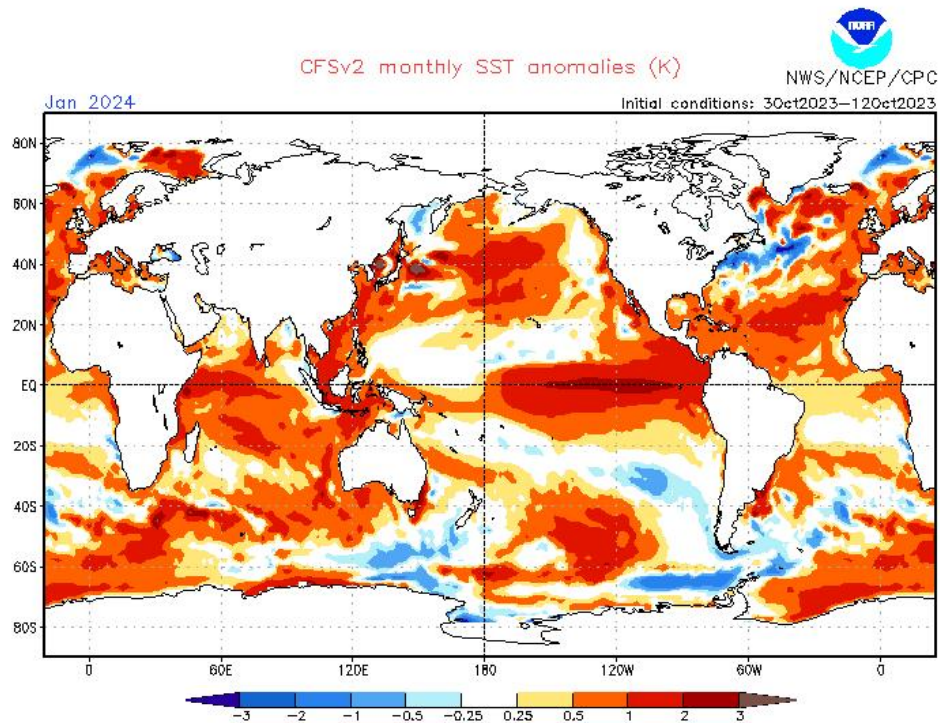 NOAA
CFSv2 monthly SST anomalies (K)
NWS/NCEP/CPC
Jan 2024
Initial conditions: 3Oct2023–12Oct2023
80N
60N
40N
20N
EQ
20S
40S
60S
80S
0 60E 120E 180 120W 60W 0
-3 -2 -1 -0.5 -0.25 0.25 0.5 1 2 3